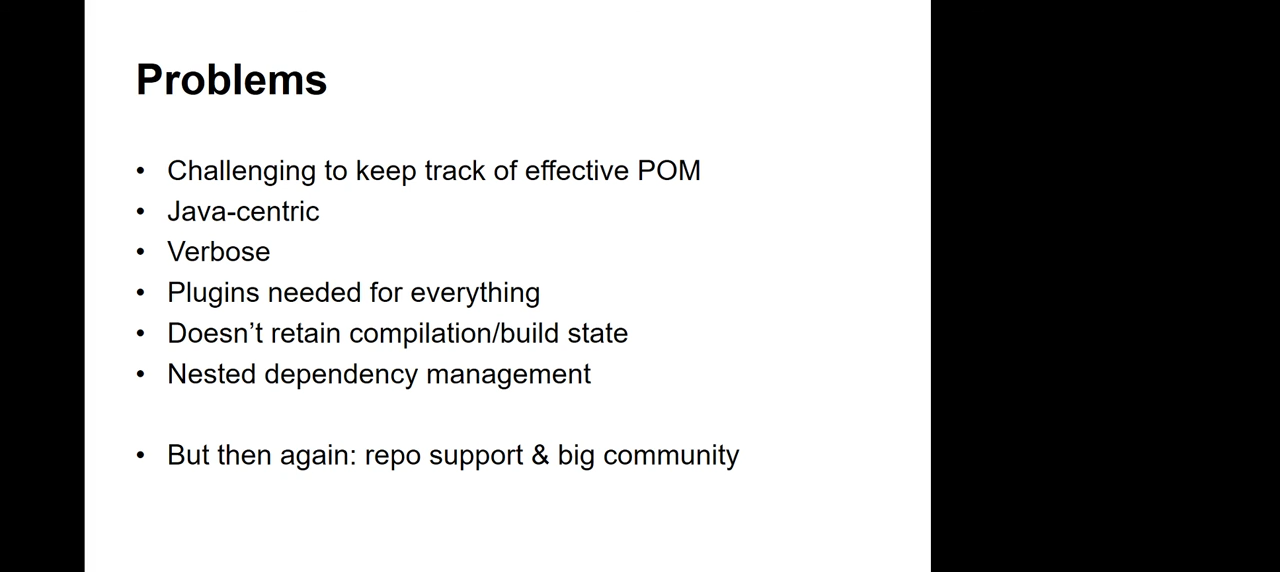 Problems
• Challenging to keep track of effective POM
• Java-centric
• Verbose
• Plugins needed for everything
• Doesn’t retain compilation/build state
• Nested dependency management
• But then again: repo support & big community